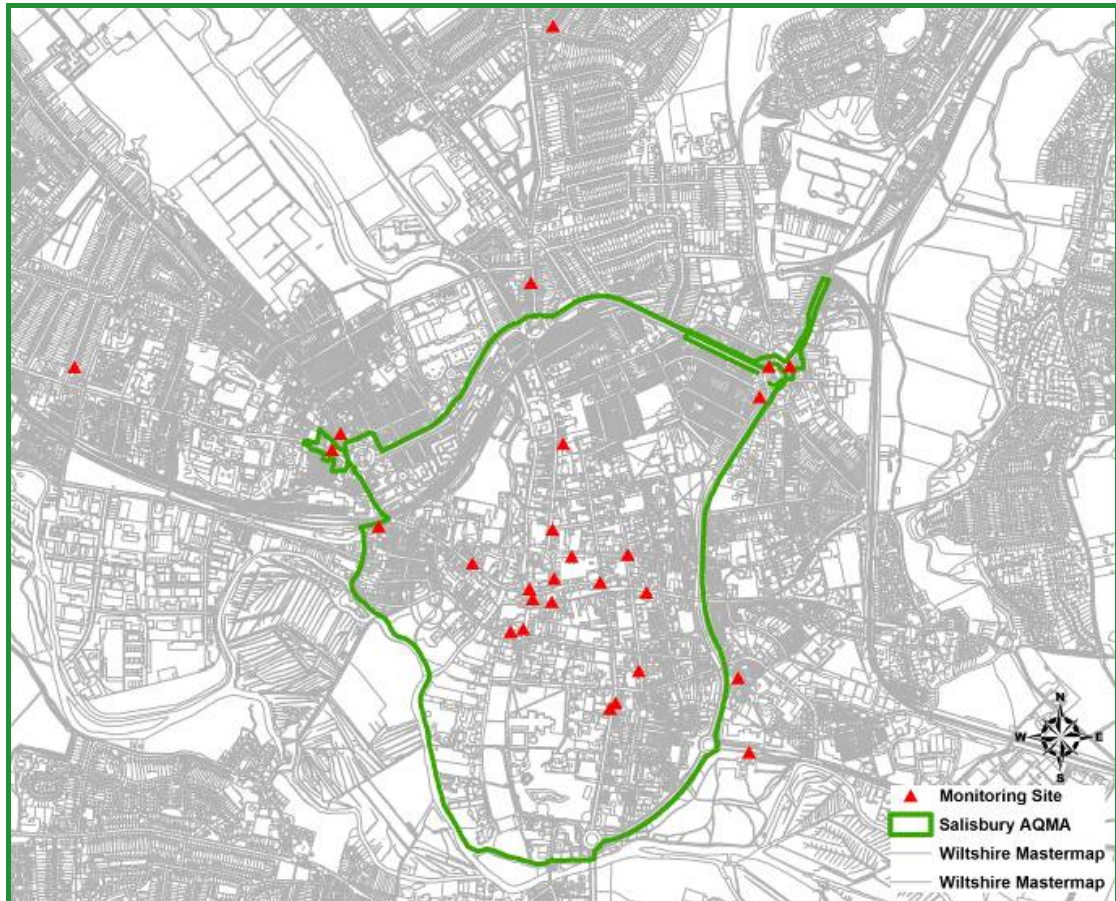 N
W E
S
Monitoring Site
Salisbury AQMA
Wiltshire Mastermap
Wiltshire Mastermap